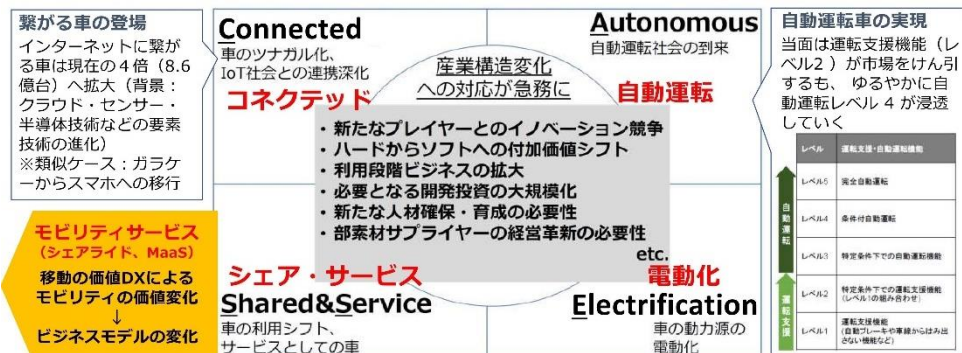 繋がる車の登場
インターネットに繋が
る車は現在の4倍（8.6
億台）へ拡大（背景：
クラウド・センサー・
半導体技術などの要素
技術の進化）
※類似ケース：ガラケ
ーからスマホへの移行
Connected
車のツナガル化、
IoT社会との連携深化
コネクテッド
Autonomous
自動運転社会の到来
自動運転
産業構造変化
への対応が急務に
・新たなプレイヤーとのイノベーション競争
・ハードからソフトへの付加価値シフト
・利用段階ビジネスの拡大
・必要となる開発投資の大規模化
・新たな人材確保・育成の必要性
・部素材サプライヤーの経営革新の必要性
etc.
モビリティサービス
（シェアライド、MaaS）
移動の価値DXによる
モビリティの価値変化
↓
ビジネスモデルの変化
シェア・サービス
Shared&Service
車の利用シフト、
サービスとしての車
電動化
Electrification
車の動力源の
電動化
自動運転車の実現
当面は運転支援機能（レ
ベル2 ）が市場をけん引
するも、 ゆるやかに自
動運転レベル 4 が浸透
していく
レベル 運転支援・自動運転機能
自動運転
レベル5 完全自動運転
レベル4 条件付自動運転
レベル3 特定条件下での自動運転機能
運転支援
レベル2 特定条件下での運転支援機能
（レベル1の組み合わせ）
レベル1 運転支援機能
（自動ブレーキや車線からはみ出
さない機能など）